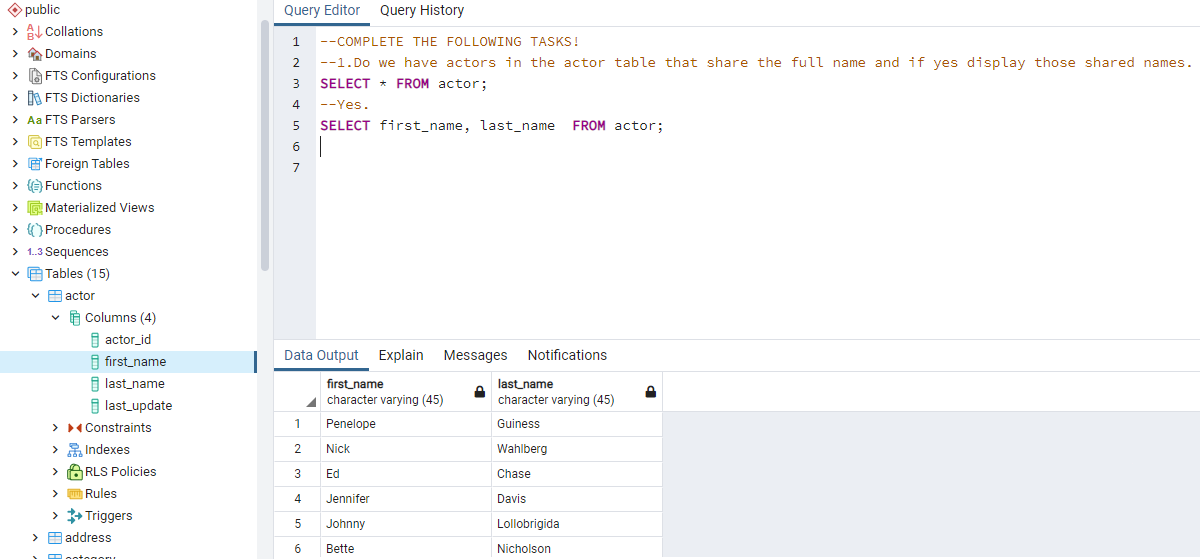 public
Collations
Domains
FTS Configurations
FTS Dictionaries
Aa FTS Parsers
FTS Templates
Foreign Tables
Functions
Materialized Views
Procedures
1..3 Sequences
Tables (15)
actor
Columns (4)
actor_id
first_name
last_name
last_update
Constraints
Indexes
RLS Policies
Rules
Triggers
address
category
Query Editor Query History
1 --COMPLETE THE FOLLOWING TASKS!
2 --1.Do we have actors in the actor table that share the full name and if yes display those shared names.
3 SELECT * FROM actor;
4 --Yes.
5 SELECT first_name, last_name  FROM actor;
6
7
Data Output Explain Messages Notifications
first_name last_name
character varying (45) character varying (45)
1 Penelope Guiness
2 Nick Wahlberg
3 Ed Chase
4 Jennifer Davis
5 Johnny Lollobrigida
6 Bette Nicholson